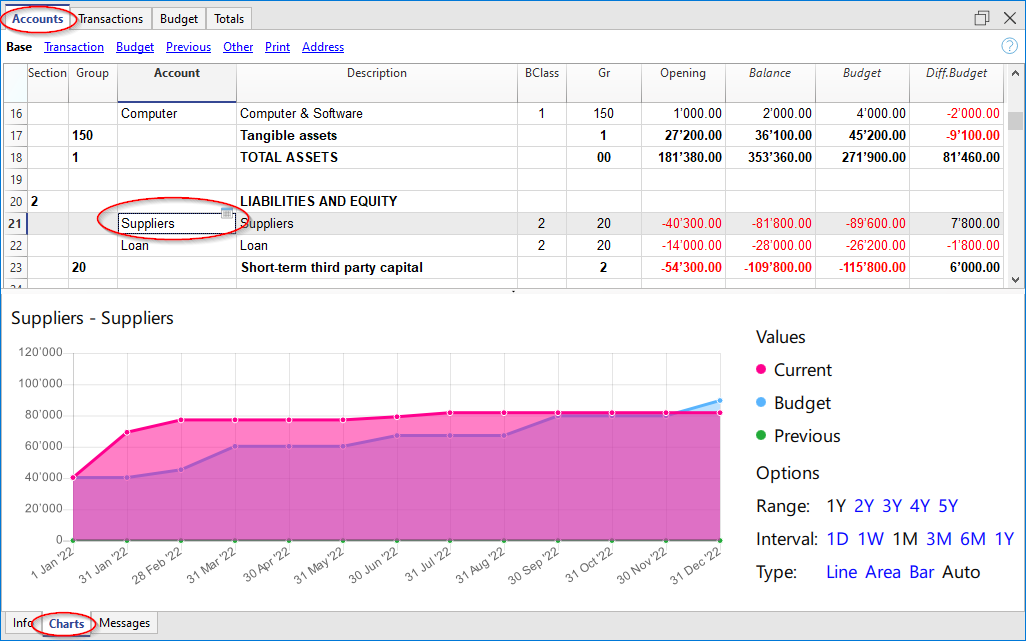 Accounts Transactions Budget Totals
Base Transaction Budget Previous Other Print Address ?
Section Group Account Description BClass Gr Opening Balance Budget Diff.Budget
16 Computer Computer & Software 1 150 1’000.00 2’000.00 4’000.00 -2’000.00
17 150 Tangible assets 1 27’200.00 36’100.00 45’200.00 -9’100.00
18 1 TOTAL ASSETS 00 181’380.00 353’360.00 271’900.00 81’460.00
19
20 2 LIABILITIES AND EQUITY
21 Suppliers Suppliers 2 20 -40’300.00 -81’800.00 -89’600.00 7’800.00
22 Loan Loan 2 20 -14’000.00 -28’000.00 -26’200.00 -1’800.00
23 20 Short-term third party capital 2 -54’300.00 -109’800.00 -115’800.00 6’000.00
24
Suppliers - Suppliers
120’000
100’000
80’000
60’000
40’000
20’000
0
1 Jan ’22 31 Jan ’22 28 Feb ’22 31 Mar ’22 30 Apr ’22 31 May ’22 30 Jun ’22 31 Jul ’22 31 Aug ’22 30 Sep ’22 31 Oct ’22 30 Nov ’22 31 Dec ’22
Values
Current
Budget
Previous
Options
Range: 1Y 2Y 3Y 4Y 5Y
Interval: 1D 1W 1M 3M 6M 1Y
Type: Line Area Bar Auto
Info Charts Messages